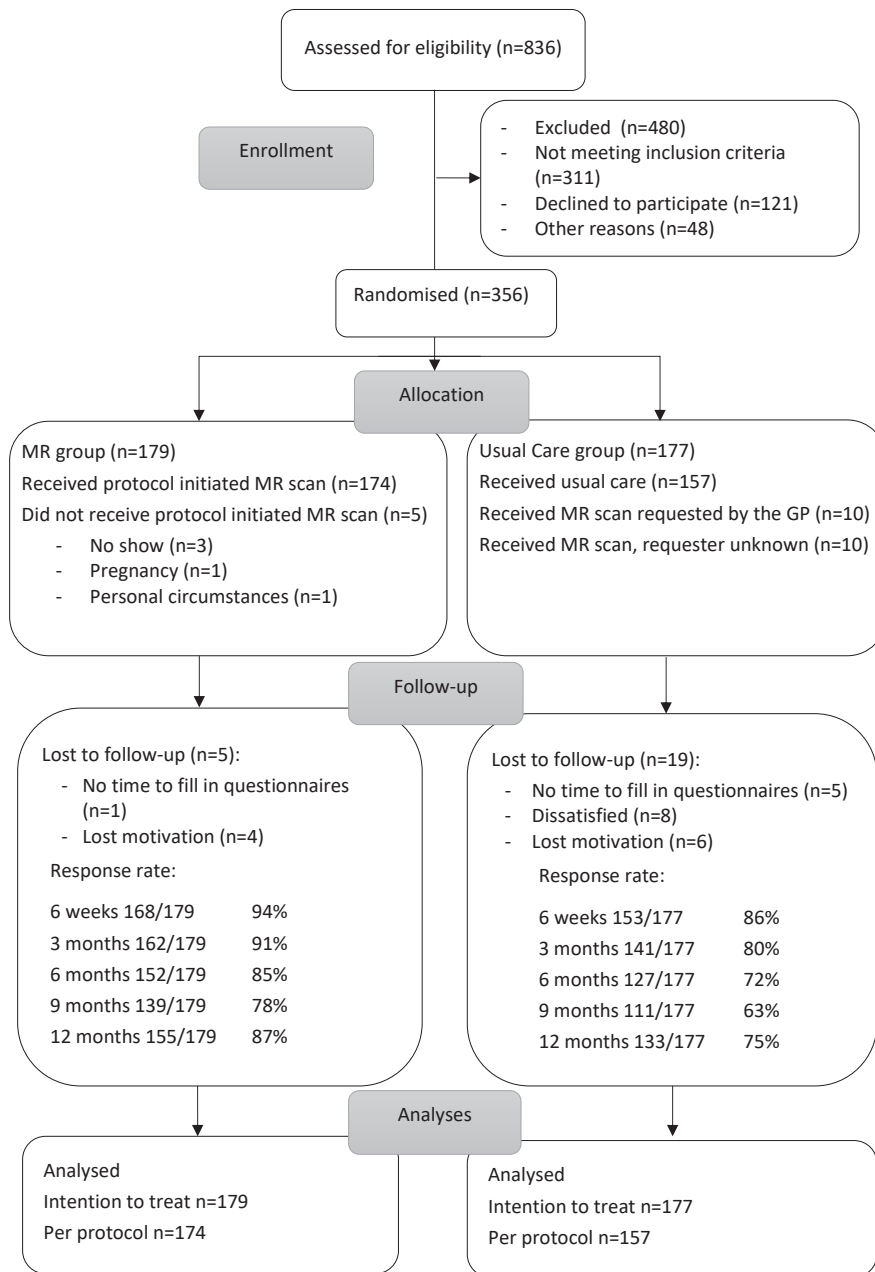 Assessed for eligibility (n=836)
Enrollment
- Excluded (n=480)
- Not meeting inclusion criteria
(n=311)
- Declined to participate (n=121)
- Other reasons (n=48)
Randomised (n=356)
Allocation
MR group (n=179)
Received protocol initiated MR scan (n=174)
Did not receive protocol initiated MR scan (n=5)
- No show (n=3)
- Pregnancy (n=1)
- Personal circumstances (n=1)
Usual Care group (n=177)
Received usual care (n=157)
Received MR scan requested by the GP (n=10)
Received MR scan, requester unknown (n=10)
Follow-up
Lost to follow-up (n=5):
- No time to fill in questionnaires
(n=1)
- Lost motivation (n=4)
Response rate:
6 weeks 168/179 94%
3 months 162/179 91%
6 months 152/179 85%
9 months 139/179 78%
12 months 155/179 87%
Lost to follow-up (n=19):
- No time to fill in questionnaires (n=5)
- Dissatisfied (n=8)
- Lost motivation (n=6)
Response rate:
6 weeks 153/177 86%
3 months 141/177 80%
6 months 127/177 72%
9 months 111/177 63%
12 months 133/177 75%
Analyses
Analysed
Intention to treat n=179
Per protocol n=174
Analysed
Intention to treat n=177
Per protocol n=157